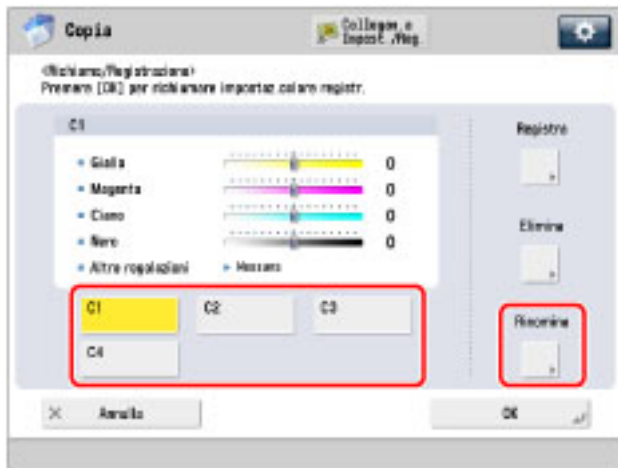 Copia
Collegam. e
Impost./Reg.
<Richiamo/Registrazione>
Premere [OK] per richiamare impostaz.colore registr.
C1
Registra
Giallo 0
Magenta 0
Ciano 0
Nero 0
Elimina
Altre regolazioni Nessuna
C1 C2 C3
Rinomina
C4
Annulla OK